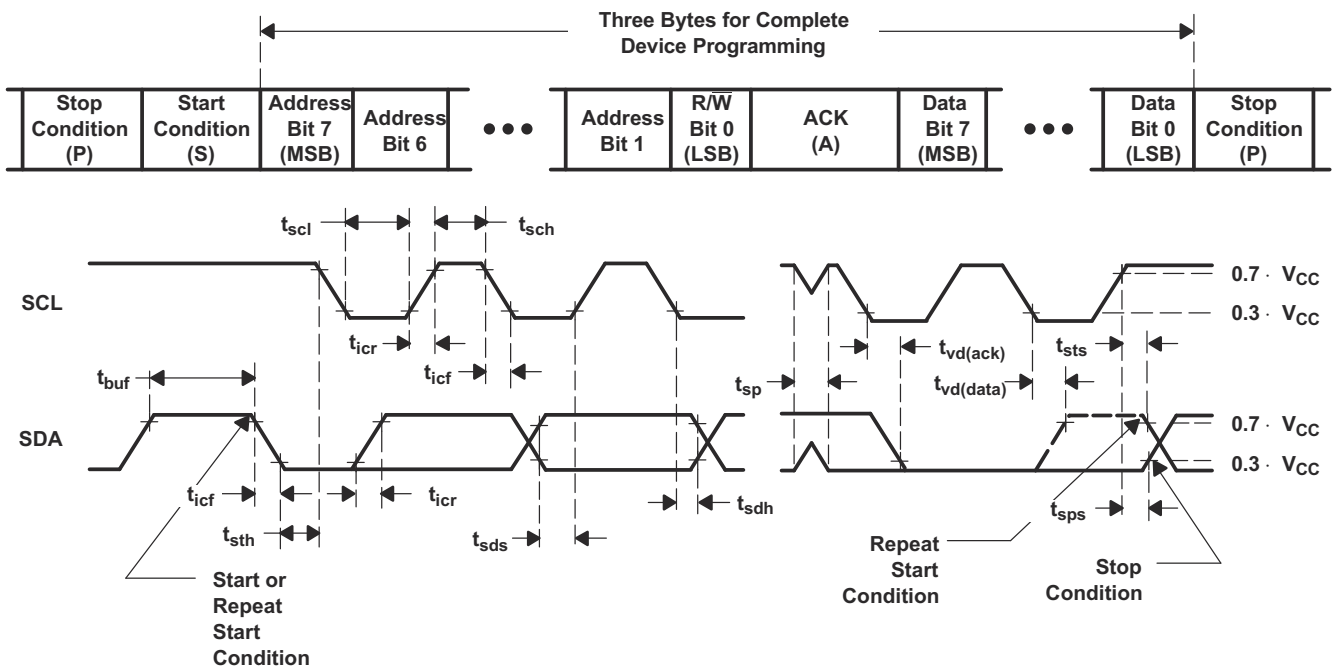 Three Bytes for Complete
Device Programming
Stop
Condition
(P)
Start
Condition
(S)
Address
Bit 7
(MSB)
Address
Bit 6
•••
Address
Bit 1
R/W̅
Bit 0
(LSB)
ACK
(A)
Data
Bit 7
(MSB)
•••
Data
Bit 0
(LSB)
Stop
Condition
(P)
tscl
tsch
0.7 · VCC
SCL
0.3 · VCC
ticr
tvd(ack)
tsts
tbuf
ticf
tsp
tvd(data)
SDA
0.7 · VCC
0.3 · VCC
ticf
ticr
tsdh
tsps
tsth
tsds
Repeat
Start
Condition
Stop
Condition
Start or
Repeat
Start
Condition